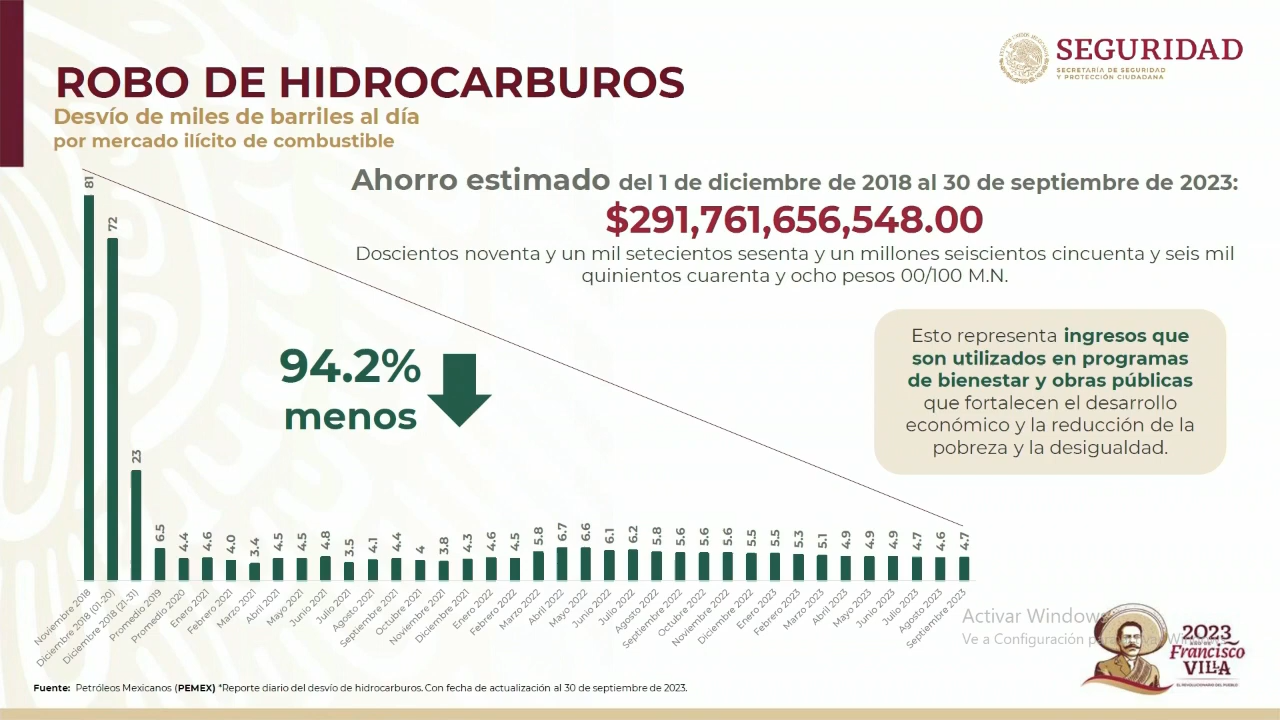 SEGURIDAD
SECRETARÍA DE SEGURIDAD
Y PROTECCIÓN CIUDADANA
ROBO DE HIDROCARBUROS
Desvío de miles de barriles al día
por mercado ilícito de combustible
Ahorro estimado del 1 de diciembre de 2018 al 30 de septiembre de 2023:
$291,761,656,548.00
Doscientos noventa y un mil setecientos sesenta y un millones seiscientos cincuenta y seis mil
quinientos cuarenta y ocho pesos 00/100 M.N.
Esto representa ingresos que
son utilizados en programas
de bienestar y obras públicas
que fortalecen el desarrollo
económico y la reducción de la
pobreza y la desigualdad.
94.2%
menos
81
72
23
6.5
4.4
4.6
4.0
3.4
4.5
4.5
4.8
3.5
4.1
4.4
4
3.8
4.3
4.6
4.5
5.8
6.7
6.6
6.1
6.2
5.8
5.6
5.6
5.6
5.5
5.5
5.3
5.1
4.9
4.9
4.9
4.7
4.6
4.7
Noviembre 2018
Diciembre 2018 (01-20)
Diciembre 2018 (21-31)
Promedio 2019
Promedio 2020
Enero 2021
Febrero 2021
Marzo 2021
Abril 2021
Mayo 2021
Junio 2021
Julio 2021
Agosto 2021
Septiembre 2021
Octubre 2021
Noviembre 2021
Diciembre 2021
Enero 2022
Febrero 2022
Marzo 2022
Abril 2022
Mayo 2022
Junio 2022
Julio 2022
Agosto 2022
Septiembre 2022
Octubre 2022
Noviembre 2022
Diciembre 2022
Enero 2023
Febrero 2023
Marzo 2023
Abril 2023
Mayo 2023
Junio 2023
Julio 2023
Agosto 2023
Septiembre 2023
Activar Windows
Ve a Configuración para
2023
Francisco
VILLA
EL REVOLUCIONARIO DEL PUEBLO
Fuente: Petróleos Mexicanos (PEMEX) *Reporte diario del desvío de hidrocarburos. Con fecha de actualización al 30 de septiembre de 2023.